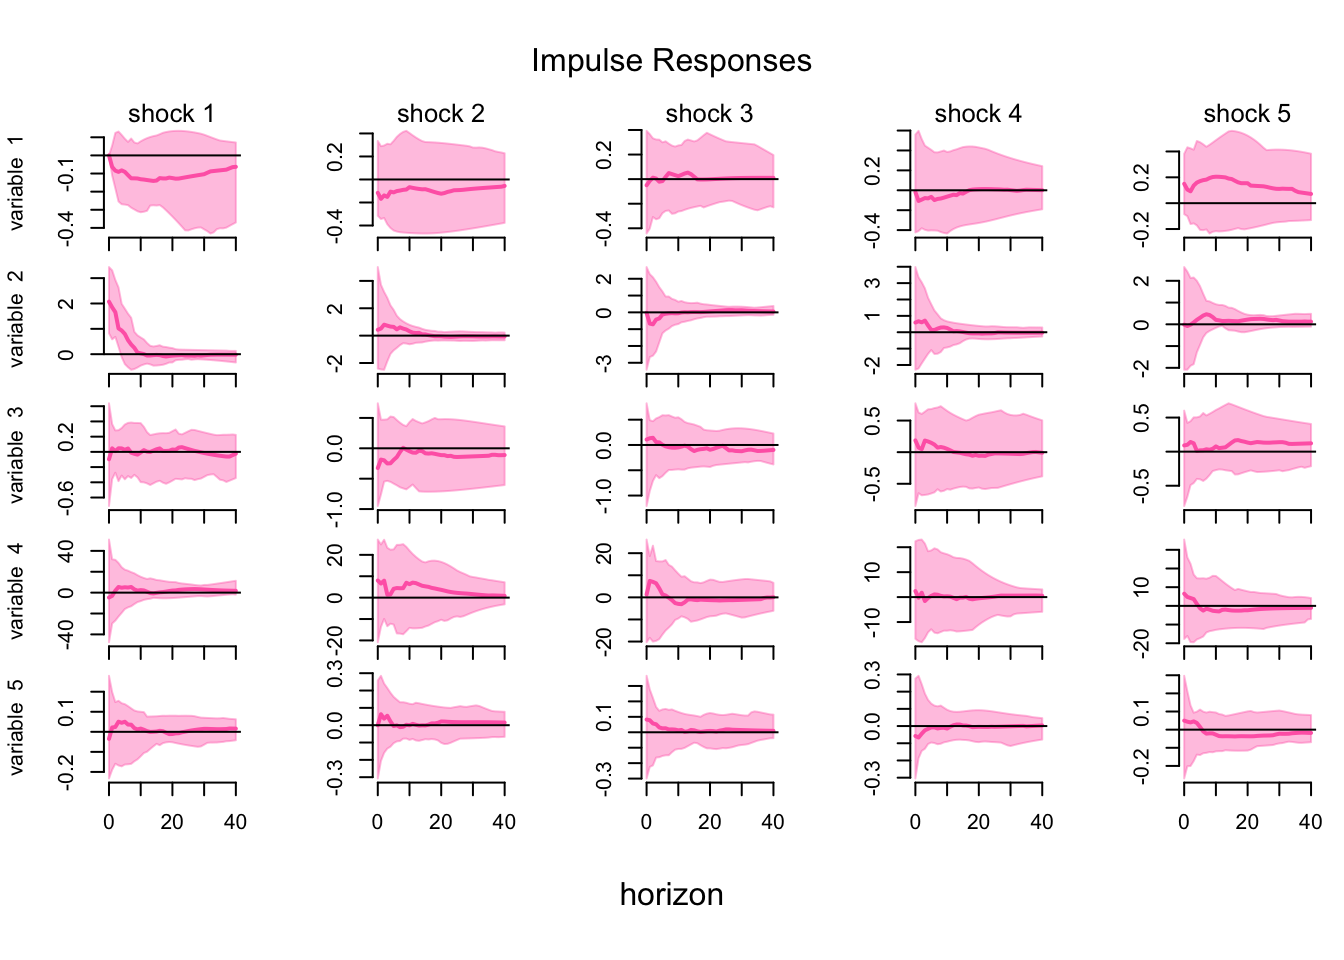 Impulse Responses
shock 1 shock 2 shock 3 shock 4 shock 5
variable 1
-0.4 -0.1
-0.4 0.2
-0.4 0.2
-0.4 0.2
-0.2 0.2
variable 2
0 2
-2 2
-3 0 2
-2 1 3
-2 0 2
variable 3
-0.6 0.2
-1.0 0.0
-1.0 0.0
-0.5 0.5
-0.5 0.5
variable 4
-40 0 40
-20 0 20
-20 0 20
-10 10
-20 10
variable 5
-0.2 0.1
-0.3 0.0 0.3
-0.3 0.1
-0.3 0.0 0.3
-0.2 0.1
0 20 40 0 20 40 0 20 40 0 20 40 0 20 40
horizon